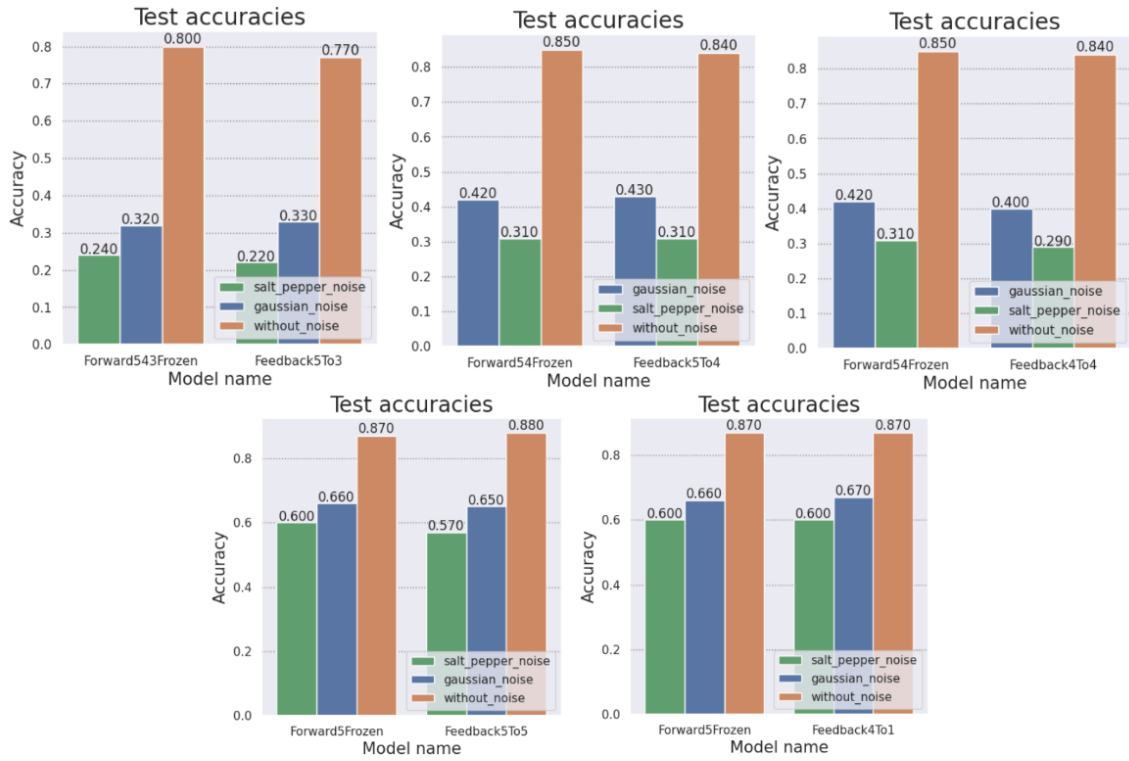 Test accuracies
0.8
0.7
0.6
0.5
0.4
0.3
0.2
0.1
0.0
Accuracy
0.800
0.770
0.240
0.320
0.220
0.330
salt_pepper_noise
gaussian_noise
without_noise
Forward543Frozen
Feedback5To3
Model name
Test accuracies
0.8
0.7
0.6
0.5
0.4
0.3
0.2
0.1
0.0
Accuracy
0.850
0.840
0.420
0.310
0.430
0.310
gaussian_noise
salt_pepper_noise
without_noise
Forward54Frozen
Feedback5To4
Model name
Test accuracies
0.8
0.7
0.6
0.5
0.4
0.3
0.2
0.1
0.0
Accuracy
0.850
0.840
0.420
0.310
0.400
0.290
gaussian_noise
salt_pepper_noise
without_noise
Forward54Frozen
Feedback4To4
Model name
Test accuracies
0.8
0.6
0.4
0.2
0.0
Accuracy
0.870
0.880
0.600
0.660
0.570
0.650
salt_pepper_noise
gaussian_noise
without_noise
Forward5Frozen
Feedback5To5
Model name
Test accuracies
0.8
0.6
0.4
0.2
0.0
Accuracy
0.870
0.870
0.600
0.660
0.600
0.670
salt_pepper_noise
gaussian_noise
without_noise
Forward5Frozen
Feedback4To1
Model name